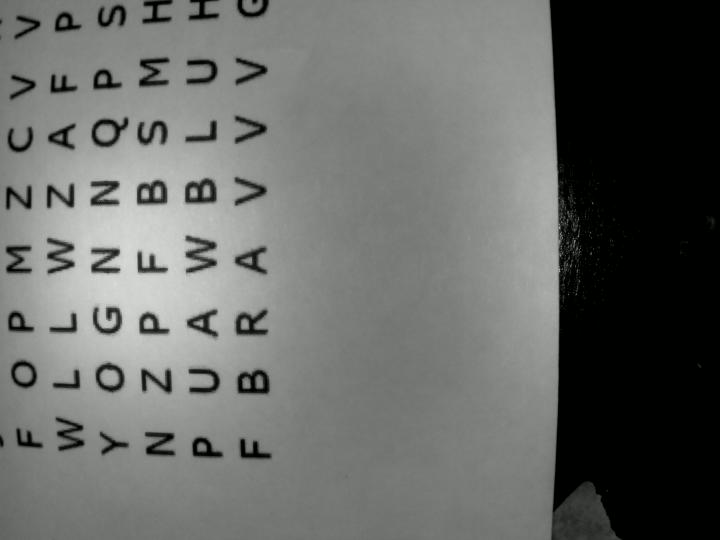 F O P M Z C V V
W L L W Z A F P
Y O G N N Q P S
N Z P F B S M H
P U A W B L U H
F B R A V V V G